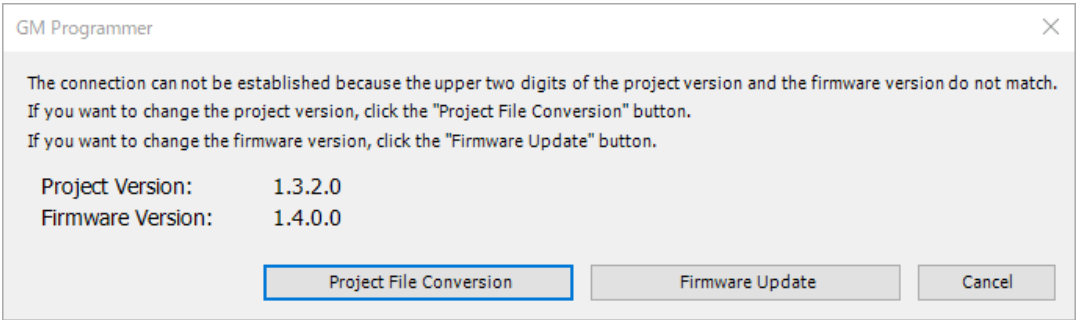 GM Programmer
The connection can not be established because the upper two digits of the project version and the firmware version do not match.
If you want to change the project version, click the "Project File Conversion" button.
If you want to change the firmware version, click the "Firmware Update" button.
Project Version: 1.3.2.0
Firmware Version: 1.4.0.0
Project File Conversion Firmware Update Cancel